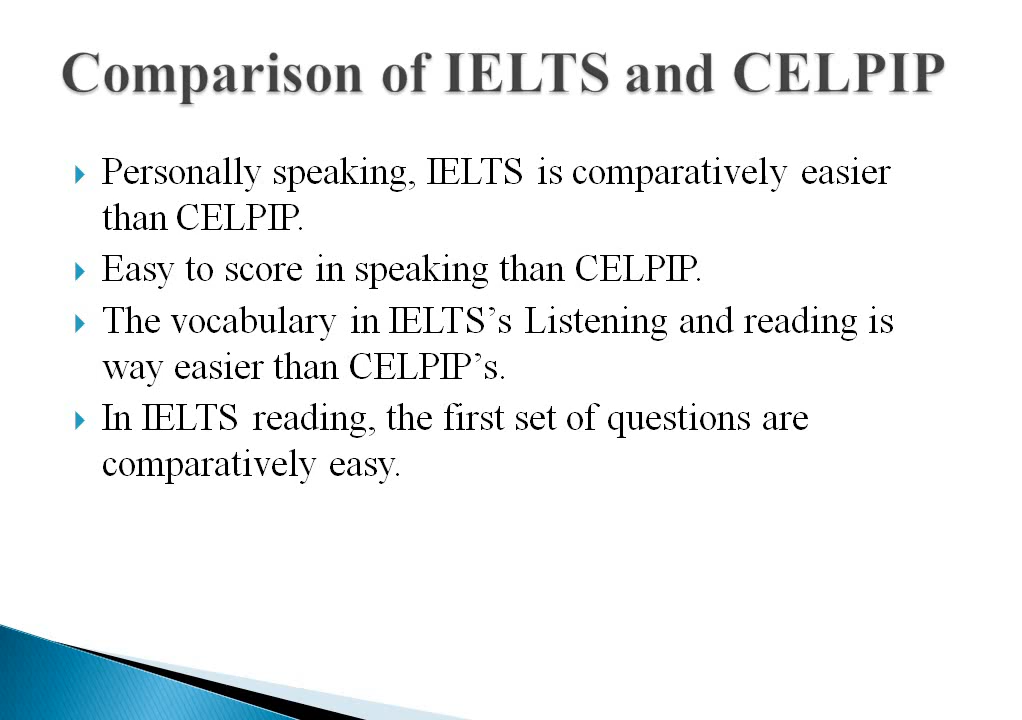 Comparison of IELTS and CELPIP
Personally speaking, IELTS is comparatively easier
than CELPIP.
Easy to score in speaking than CELPIP.
The vocabulary in IELTS’s Listening and reading is
way easier than CELPIP’s.
In IELTS reading, the first set of questions are
comparatively easy.